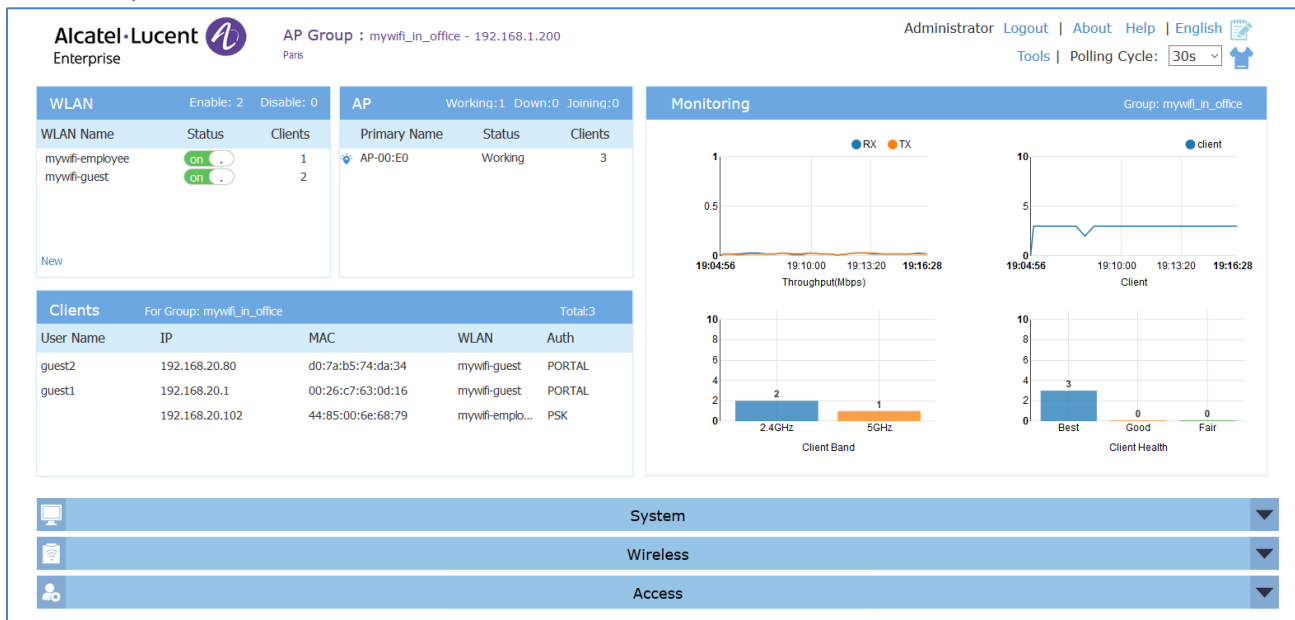 Alcatel·Lucent
Enterprise
AP Group : mywifi_in_office - 192.168.1.200
Paris
Administrator Logout | About Help | English
Tools | Polling Cycle: 30s
WLAN Enable: 2 Disable: 0
WLAN Name Status Clients
mywifi-employee on . 1
mywifi-guest on . 2
New
AP Working:1 Down:0 Joining:0
Primary Name Status Clients
AP-00:E0 Working 3
Clients For Group: mywifi_in_office Total:3
User Name IP MAC WLAN Auth
guest2 192.168.20.80 d0:7a:b5:74:da:34 mywifi-guest PORTAL
guest1 192.168.20.1 00:26:c7:63:0d:16 mywifi-guest PORTAL
192.168.20.102 44:85:00:6e:68:79 mywifi-emplo... PSK
Monitoring Group: mywifi_in_office
RX TX
1
0.5
0
19:04:56 19:10:00 19:13:20 19:16:28
Throughput(Mbps)
client
10
5
0
19:04:56 19:10:00 19:13:20 19:16:28
Client
10
8
6
4
2
0
2
1
2.4GHz 5GHz
Client Band
10
8
6
4
2
0
3
0
0
Best Good Fair
Client Health
System
Wireless
Access